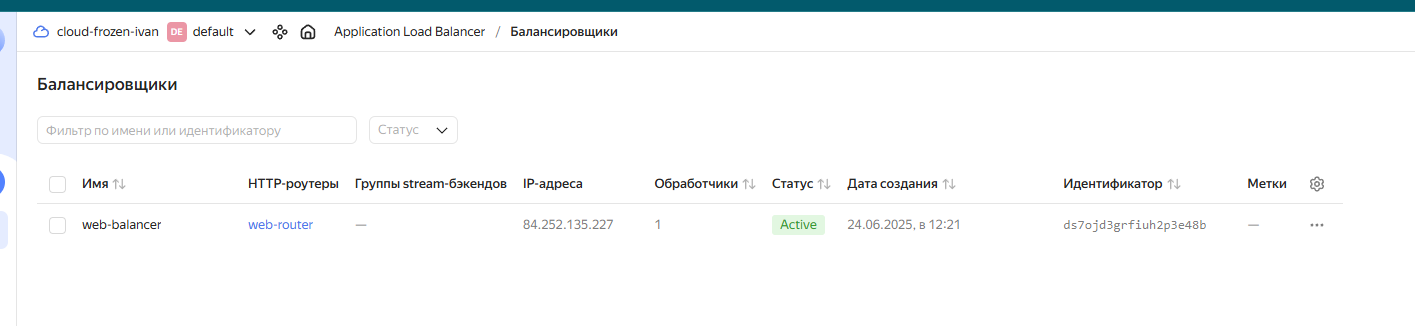 cloud-frozen-ivan DE default Application Load Balancer / Балансировщики
Балансировщики
Фильтр по имени или идентификатору Статус
Имя HTTP-роутеры Группы stream-бэкендов IP-адреса Обработчики Статус Дата создания Идентификатор Метки
web-balancer web-router — 84.252.135.227 1 Active 24.06.2025, в 12:21 ds7ojd3grfiuh2p3e48b —